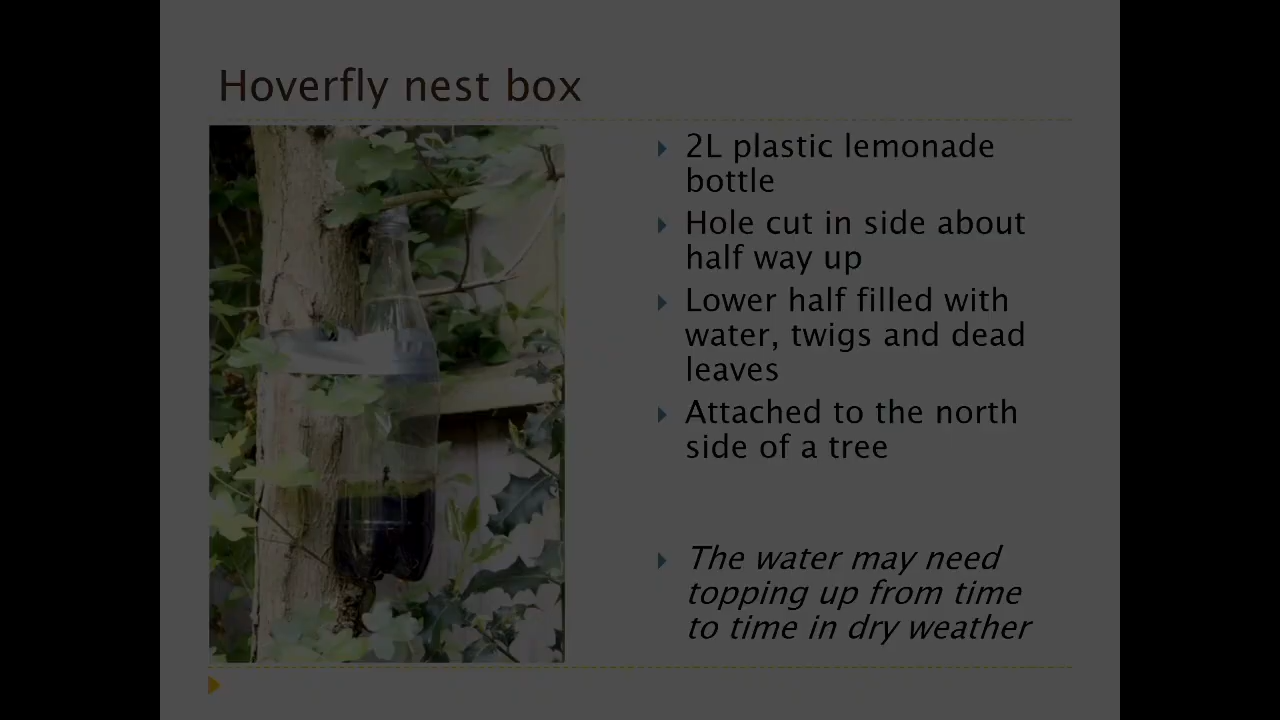 Hoverfly nest box
2L plastic lemonade
bottle
Hole cut in side about
half way up
Lower half filled with
water, twigs and dead
leaves
Attached to the north
side of a tree
The water may need
topping up from time
to time in dry weather